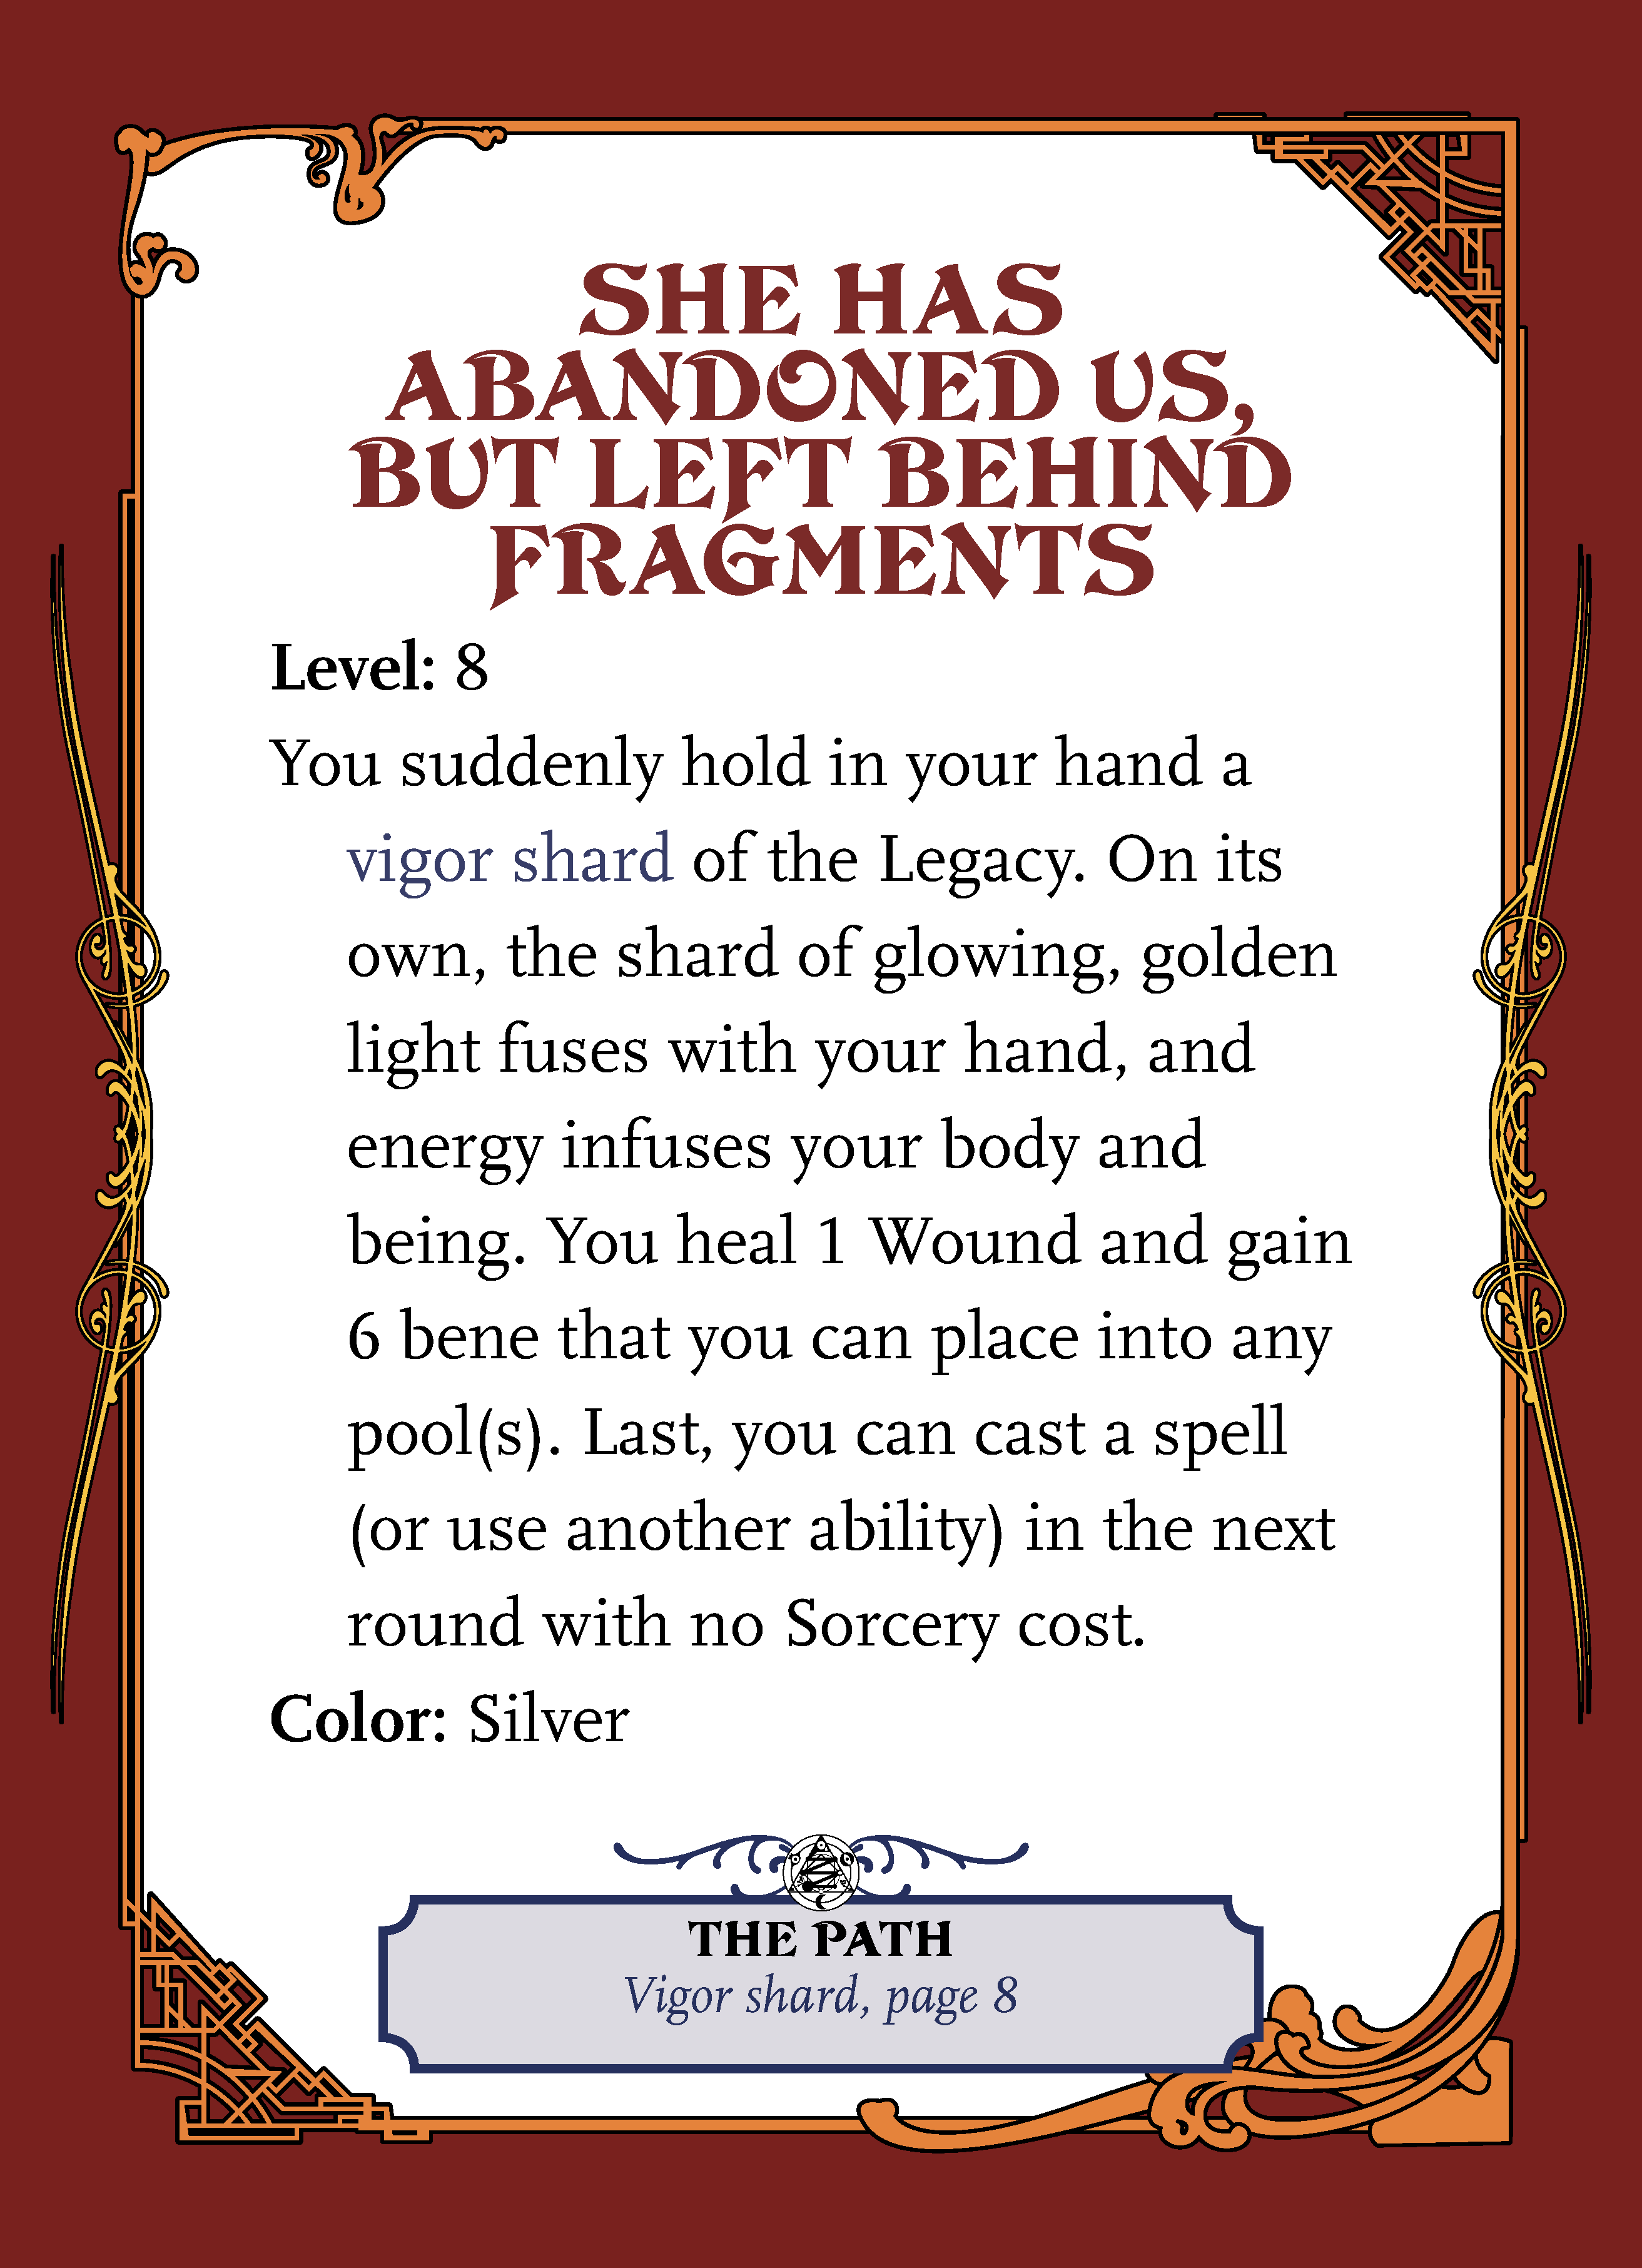 SHE HAS
ABANDONED US,
BUT LEFT BEHIND
FRAGMENTS
Level: 8
You suddenly hold in your hand a
vigor shard of the Legacy. On its
own, the shard of glowing, golden
light fuses with your hand, and
energy infuses your body and
being. You heal 1 Wound and gain
6 bene that you can place into any
pool(s). Last, you can cast a spell
(or use another ability) in the next
round with no Sorcery cost.
Color: Silver
THE PATH
Vigor shard, page 8